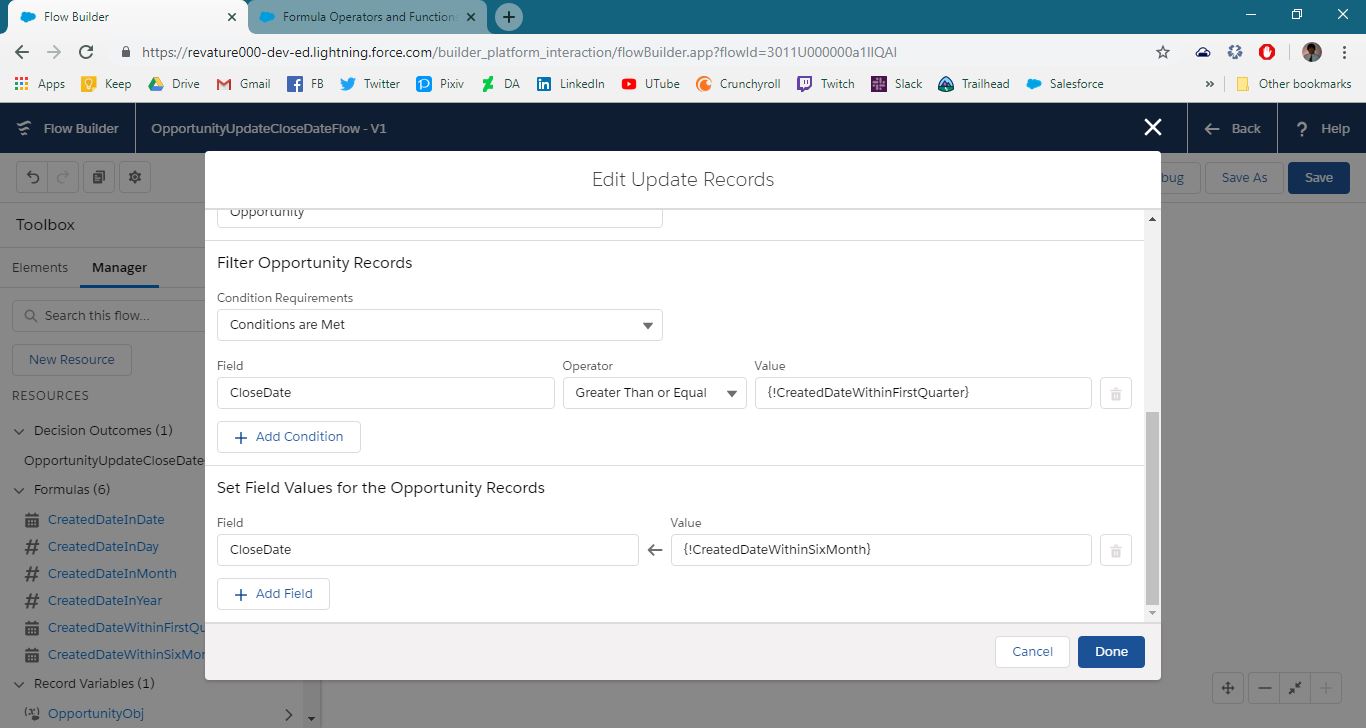 Flow Builder
Formula Operators and Function
https://revature000-dev-ed.lightning.force.com/builder_platform_interaction/flowBuilder.app?flowId=3011U000000a1IlQAI
Apps Keep Drive Gmail FB Twitter Pixiv DA LinkedIn UTube Crunchyroll Twitch Slack Trailhead Salesforce » Other bookmarks
Flow Builder OpportunityUpdateCloseDateFlow - V1 Back ? Help
bug Save As Save
Edit Update Records
Toolbox
Opportunity
Elements Manager
Filter Opportunity Records
Search this flow...
Condition Requirements
Conditions are Met
New Resource
RESOURCES
Field Operator Value
CloseDate Greater Than or Equal {!CreatedDateWithinFirstQuarter}
Decision Outcomes (1)
+ Add Condition
OpportunityUpdateCloseDate
Formulas (6)
Set Field Values for the Opportunity Records
CreatedDateInDate
Field Value
CreatedDateInDay
CloseDate {!CreatedDateWithinSixMonth}
CreatedDateInMonth
+ Add Field
CreatedDateInYear
CreatedDateWithinFirstQu
CreatedDateWithinSixMor
Cancel Done
Record Variables (1)
OpportunityObj